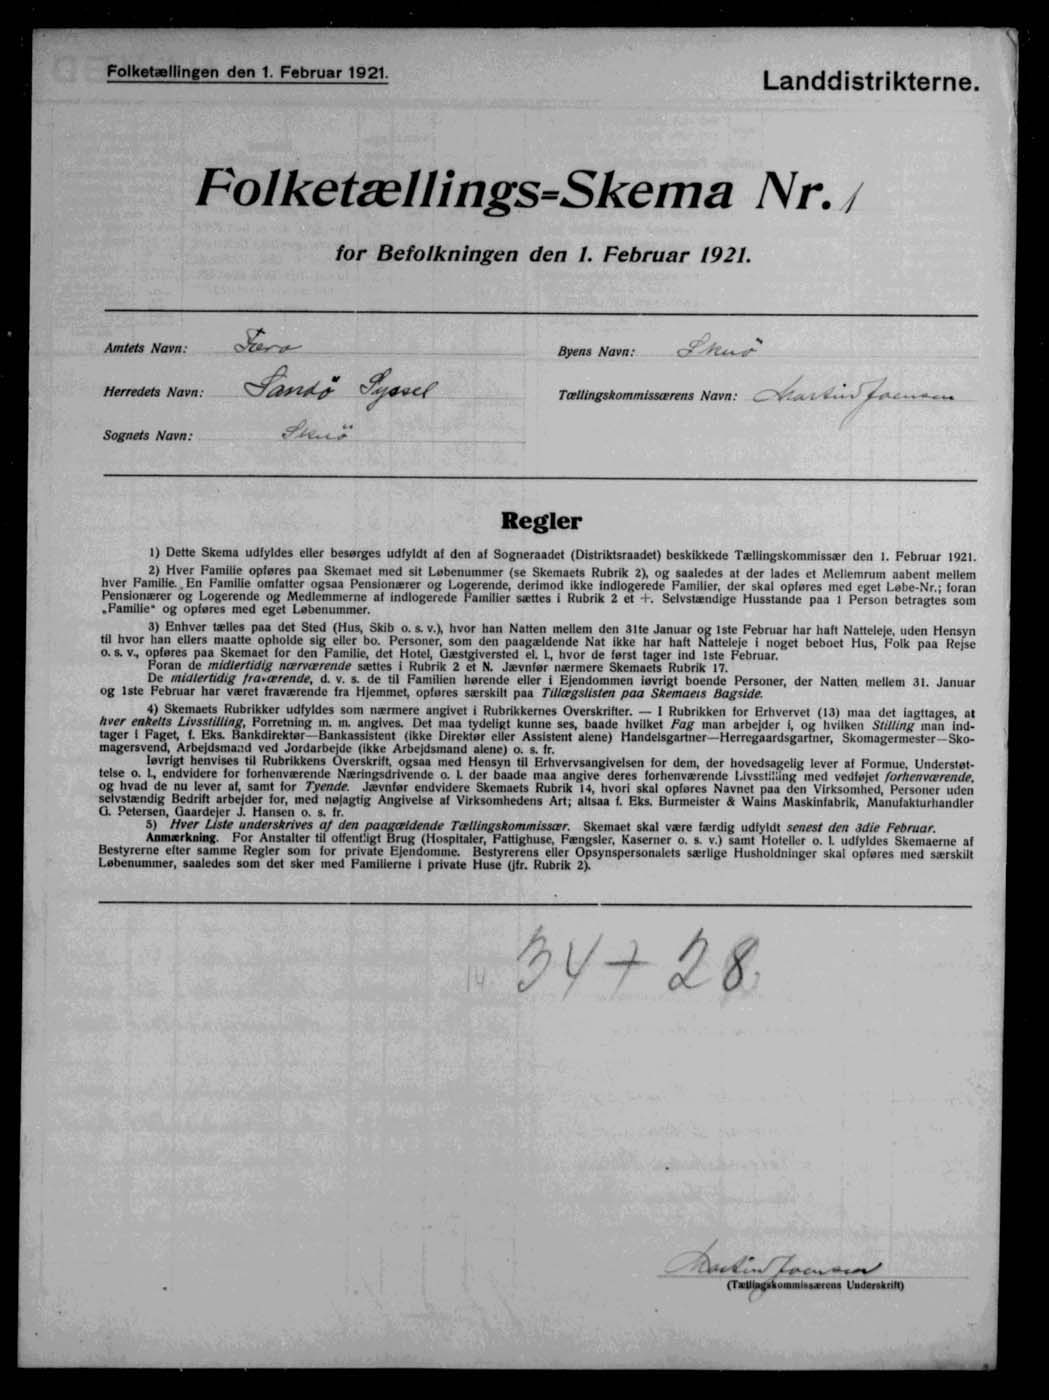 Folketællingen den 1. Februar 1921.
Landdistrikterne.
Folketællings=Skema Nr. 1
for Befolkningen den 1. Februar 1921.
Amtets Navn: Færø
Byens Navn: Skuö
Herredets Navn: Sandö Syssel
Tællingskommissærens Navn: Martin Joensen
Sognets Navn: Skuö
Regler
1) Dette Skema udfyldes eller besørges udfyldt af den af Sogneraadet (Distriktsraadet) beskikkede Tællingskommissær den 1. Februar 1921.
2) Hver Familie opføres paa Skemaet med sit Løbenummer (se Skemaets Rubrik 2), og saaledes at der lades et Mellemrum aabent mellem
hver Familie. En Familie omfatter ogsaa Pensionærer og Logerende, derimod ikke indlogerede Familier, der skal opføres med eget Løbe-Nr.; foran
Pensionærer og Logerende og Medlemmerne af indlogerede Familier sættes i Rubrik 2 et +. Selvstændige Husstande paa 1 Person betragtes som
„Familie“ og opføres med eget Løbenummer.
3) Enhver tælles paa det Sted (Hus, Skib o. s. v.), hvor han Natten mellem den 31te Januar og 1ste Februar har haft Natteleje, uden Hensyn
til hvor han ellers maatte opholde sig eller bo. Personer, som den paagældende Nat ikke har haft Natteleje i noget beboet Hus, Folk paa Rejse
o. s. v., opføres paa Skemaet for den Familie, det Hotel, Gæstgiversted el. l., hvor de først tager ind 1ste Februar.
Foran de midlertidig nærværende sættes i Rubrik 2 et N. Jævnfør nærmere Skemaets Rubrik 17.
De midlertidig fraværende, d. v. s. de til Familien hørende eller i Ejendommen iøvrigt boende Personer, der Natten mellem 31. Januar
og 1ste Februar har været fraværende fra Hjemmet, opføres særskilt paa Tillægslisten paa Skemaets Bagside.
4) Skemaets Rubrikker udfyldes som nærmere angivet i Rubrikkernes Overskrifter. — I Rubrikken for Erhvervet (13) maa det iagttages, at
hver enkelts Livsstilling, Forretning m. m. angives. Det maa tydeligt kunne ses, baade hvilket Fag man arbejder i, og hvilken Stilling man ind-
tager i Faget, f. Eks. Bankdirektør—Bankassistent (ikke Direktør eller Assistent alene) Handelsgartner—Herregaardsgartner, Skomagermester—Sko-
magersvend, Arbejdsmand ved Jordarbejde (ikke Arbejdsmand alene) o. s. fr.
Iøvrigt henvises til Rubrikkens Overskrift, ogsaa med Hensyn til Erhvervsangivelsen for dem, der hovedsagelig lever af Formue, Understøt-
telse o. l., endvidere for forhenværende Næringsdrivende o. l. der baade maa angive deres forhenværende Livsstilling med vedføjet forhenværende,
og hvad de nu lever af, samt for Tyende. Jævnfør endvidere Skemaets Rubrik 14, hvori skal opføres Navnet paa den Virksomhed, Personer uden
selvstændig Bedrift arbejder for, med nøjagtig Angivelse af Virksomhedens Art; altsaa f. Eks. Burmeister & Wains Maskinfabrik, Manufakturhandler
G. Petersen, Gaardejer J. Hansen o. s. fr.
5) Hver Liste underskrives af den paagældende Tællingskommissær. Skemaet skal være færdig udfyldt senest den 3die Februar.
Anmærkning. For Anstalter til offentligt Brug (Hospitaler, Fattighuse, Fængsler, Kaserner o. s. v.) samt Hoteller o. l. udfyldes Skemaerne af
Bestyrerne efter samme Regler som for private Ejendomme. Bestyrerens eller Opsynspersonalets særlige Husholdninger skal opføres med særskilt
Løbenummer, saaledes som det sker med Familierne i private Huse (jfr. Rubrik 2).
14 34 + 28
Martin Joensen
(Tællingskommissærens Underskrift)